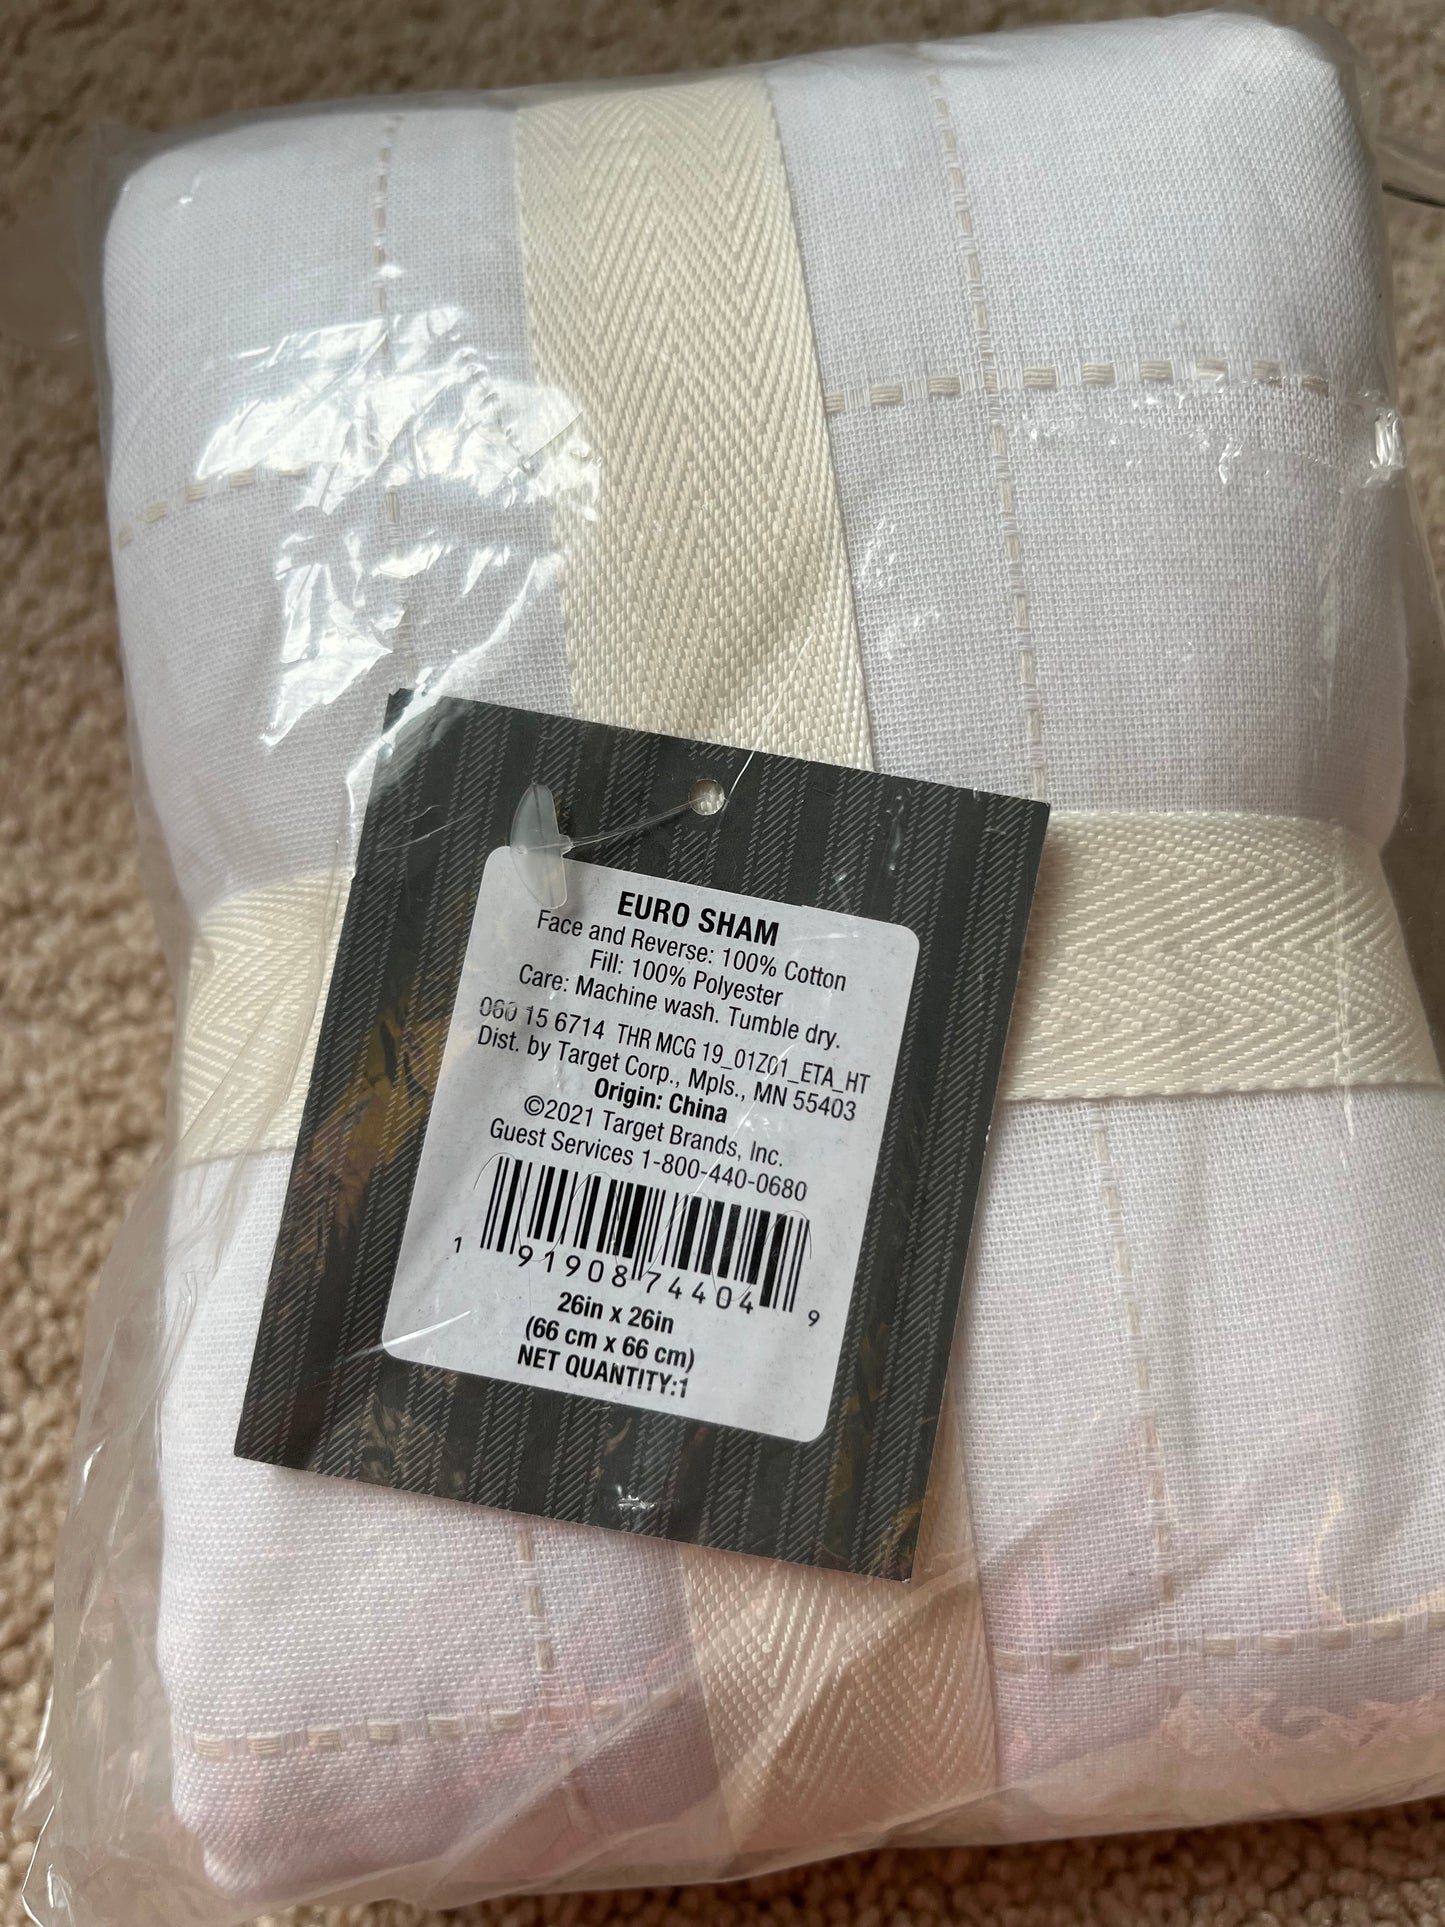 EURO SHAM
Face and Reverse: 100% Cotton
Fill: 100% Polyester
Care: Machine wash. Tumble dry.
060 15 6714 THR MCG 19_01Z01_ETA_HT
Dist. by Target Corp., Mpls., MN 55403
Origin: China
©2021 Target Brands, Inc.
Guest Services 1-800-440-0680
1 91908 74404 9
26in x 26in
(66 cm x 66 cm)
NET QUANTITY:1